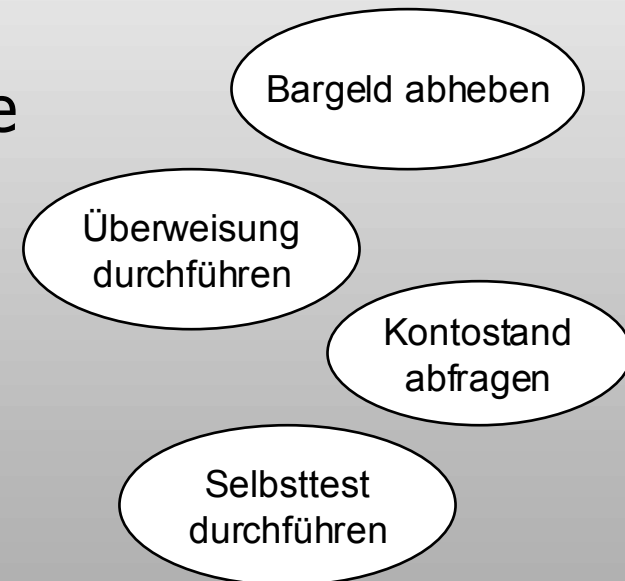 e
Bargeld abheben
Überweisung
durchführen
Kontostand
abfragen
Selbsttest
durchführen